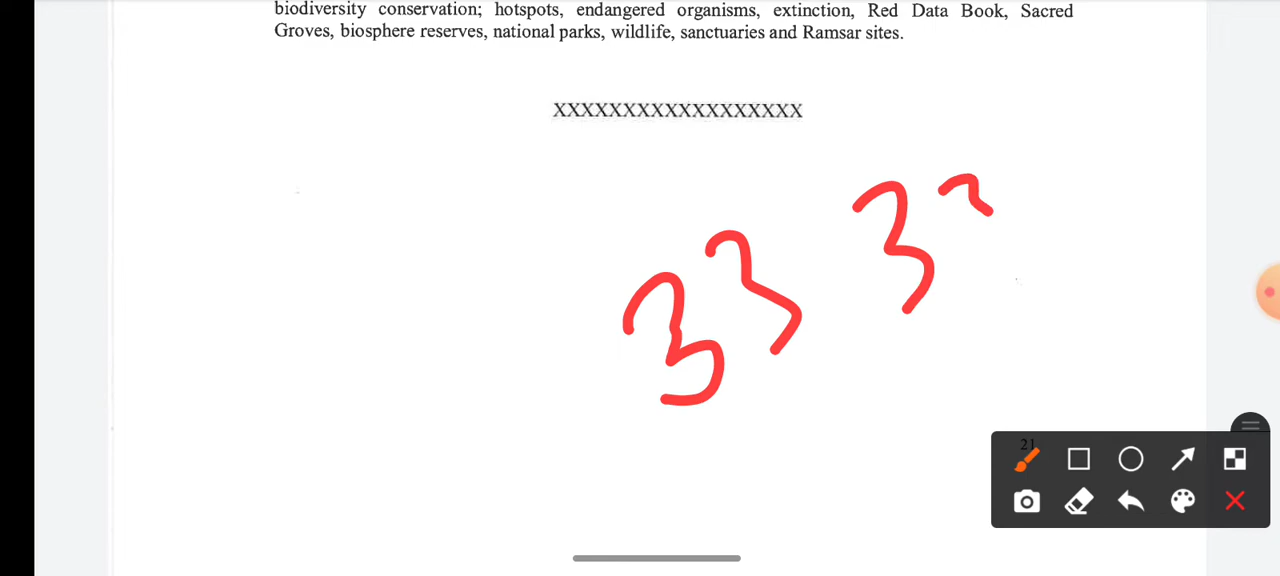 biodiversity conservation; hotspots, endangered organisms, extinction, Red Data Book, Sacred
Groves, biosphere reserves, national parks, wildlife, sanctuaries and Ramsar sites.
XXXXXXXXXXXXXXXXXX
33 3
21